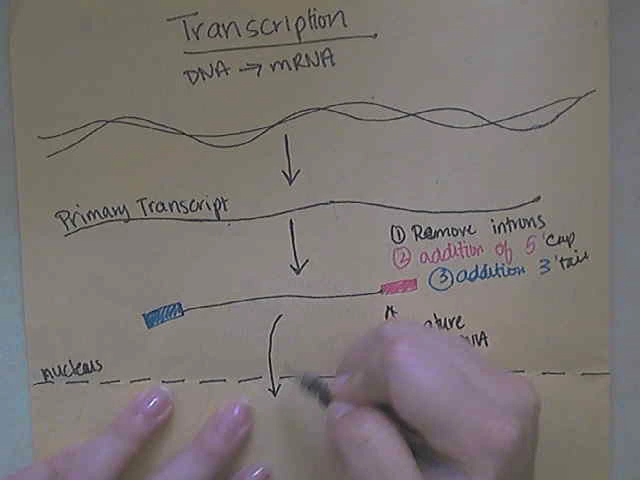 Transcription
DNA → mRNA
Primary Transcript
① Remove introns
② addition of 5' cap
③ addition 3' tail
nucleus